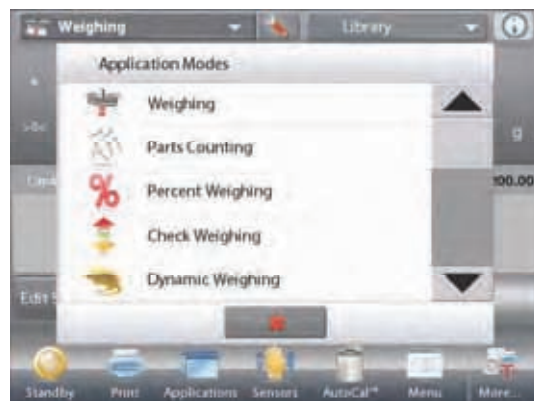 Weighing
Library
Application Modes
Weighing
Parts Counting
g
Percent Weighing
Check Weighing
Dynamic Weighing
Edit
Standby Print Applications Sensors AutoCal™ Menu More...